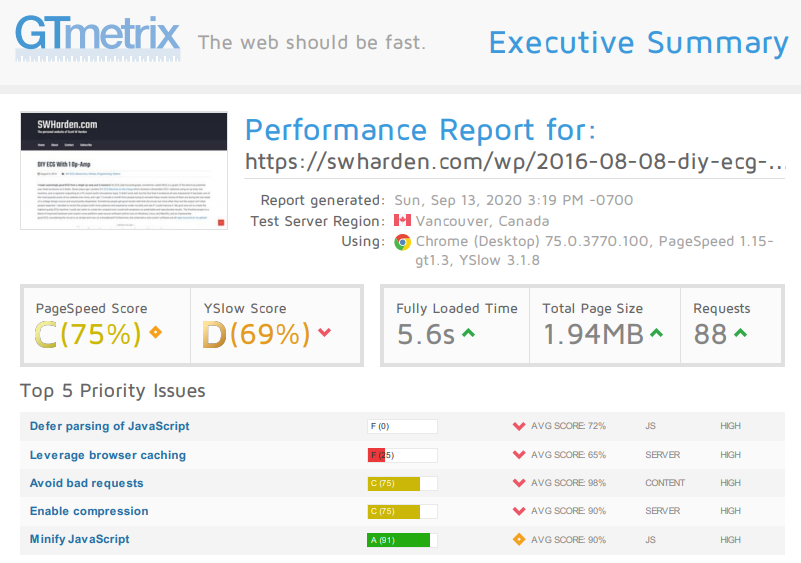 GTmetrix
The web should be fast.
Executive Summary
SWHarden.com
The personal website of Scott W Harden
Home About Contact Subscribe
DIY ECG With 1 Op-Amp
Performance Report for:
https://swharden.com/wp/2016-08-08-diy-ecg-...
Report generated: Sun, Sep 13, 2020 3:19 PM -0700
Test Server Region: Vancouver, Canada
Using: Chrome (Desktop) 75.0.3770.100, PageSpeed 1.15-
gt1.3, YSlow 3.1.8
PageSpeed Score
C(75%)
YSlow Score
D(69%)
Fully Loaded Time
5.6s
Total Page Size
1.94MB
Requests
88
Top 5 Priority Issues
Defer parsing of JavaScript F (0) AVG SCORE: 72% JS HIGH
Leverage browser caching F (25) AVG SCORE: 65% SERVER HIGH
Avoid bad requests C (75) AVG SCORE: 98% CONTENT HIGH
Enable compression C (75) AVG SCORE: 90% SERVER HIGH
Minify JavaScript A (91) AVG SCORE: 90% JS HIGH